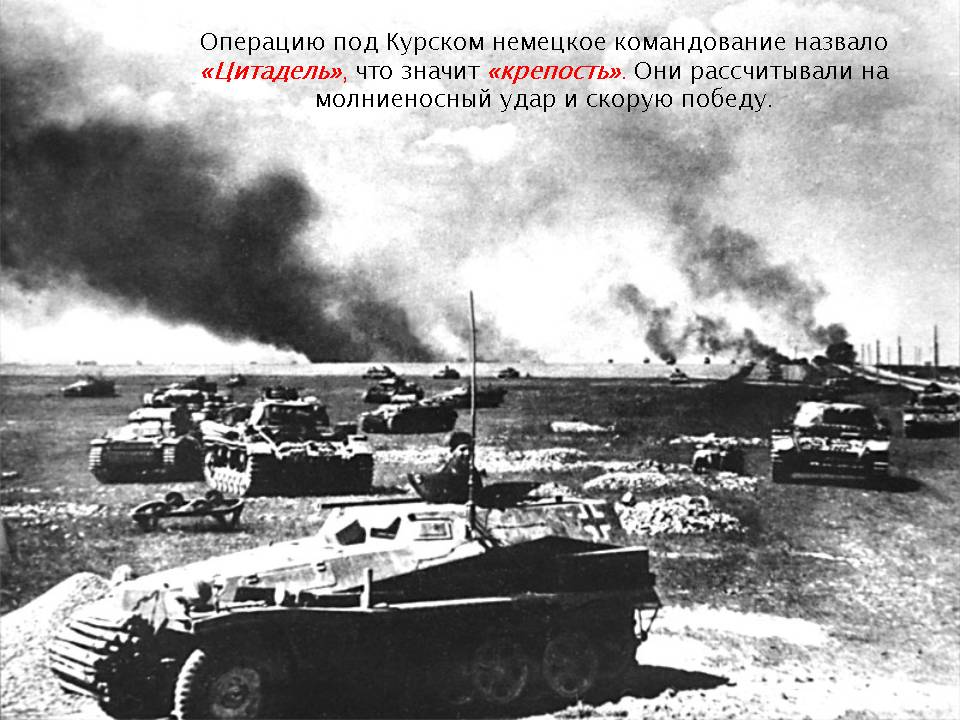 Операцию под Курском немецкое командование назвало
«Цитадель», что значит «крепость». Они рассчитывали на
молниеносный удар и скорую победу.